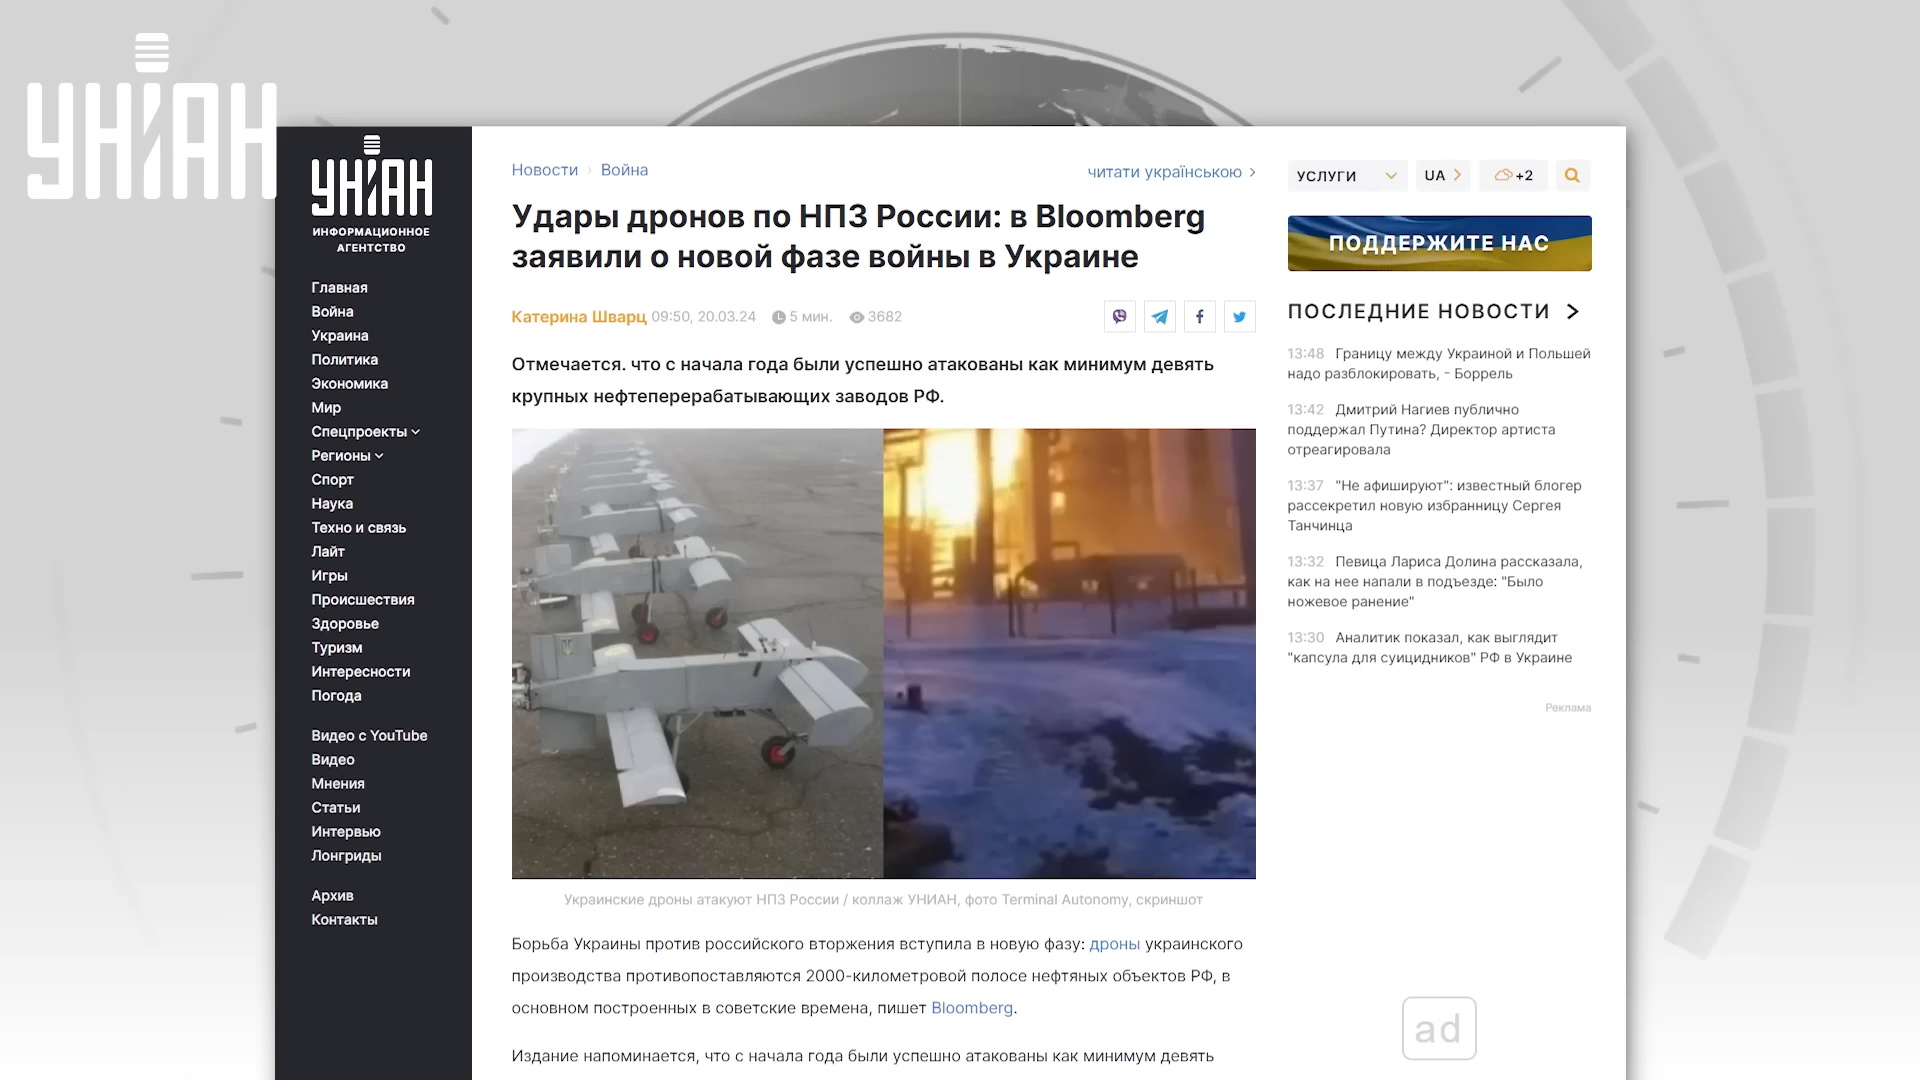 УНІАН
УНІАН
ИНФОРМАЦИОННОЕ
АГЕНТСТВО
Главная
Война
Украина
Политика
Экономика
Мир
Спецпроекты
Регионы
Спорт
Наука
Техно и связь
Лайт
Игры
Происшествия
Здоровье
Туризм
Интересности
Погода
Видео с YouTube
Видео
Мнения
Статьи
Интервью
Лонгриды
Архив
Контакты
Новости › Война
читати українською >
Удары дронов по НПЗ России: в Bloomberg
заявили о новой фазе войны в Украине
Катерина Шварц 09:50, 20.03.24 5 мин. 3682
Отмечается. что с начала года были успешно атакованы как минимум девять
крупных нефтеперерабатывающих заводов РФ.
Украинские дроны атакуют НПЗ России / коллаж УНИАН, фото Terminal Autonomy, скриншот
Борьба Украины против российского вторжения вступила в новую фазу: дроны украинского
производства противопоставляются 2000-километровой полосе нефтяных объектов РФ, в
основном построенных в советские времена, пишет Bloomberg.
Издание напоминается, что с начала года были успешно атакованы как минимум девять
УСЛУГИ UA +2
ПОДДЕРЖИТЕ НАС
ПОСЛЕДНИЕ НОВОСТИ >
13:48 Границу между Украиной и Польшей
надо разблокировать, - Боррель
13:42 Дмитрий Нагиев публично
поддержал Путина? Директор артиста
отреагировала
13:37 "Не афишируют": известный блогер
рассекретил новую избранницу Сергея
Танчинца
13:32 Певица Лариса Долина рассказала,
как на нее напали в подъезде: "Было
ножевое ранение"
13:30 Аналитик показал, как выглядит
"капсула для суицидников" РФ в Украине
Реклама
ad